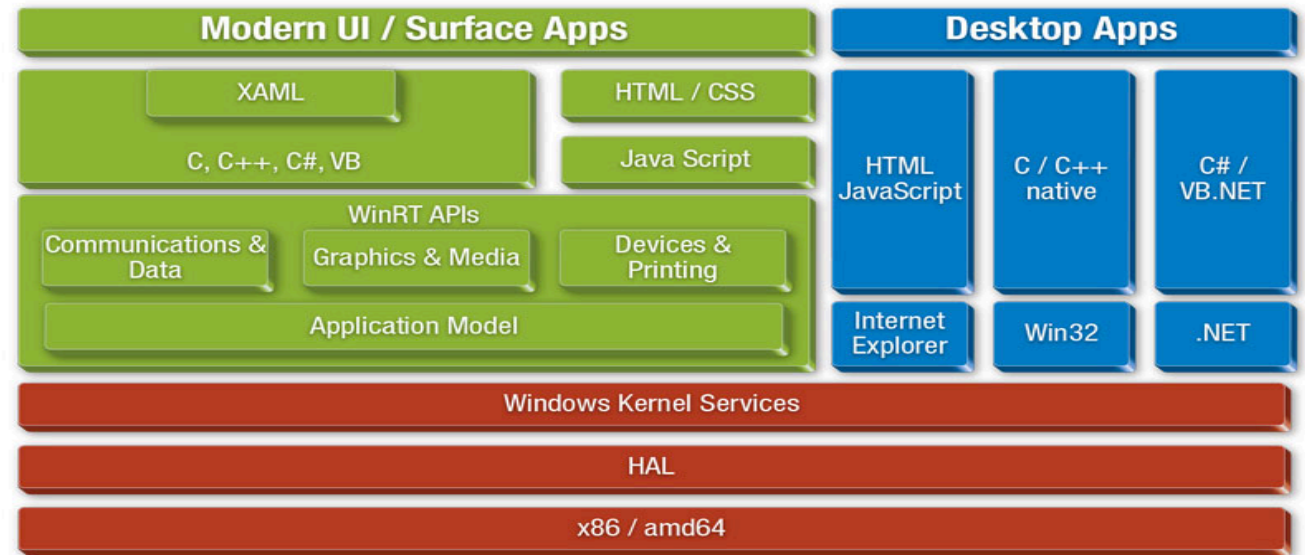 Modern UI / Surface Apps
Desktop Apps
XAML
C, C++, C#, VB
HTML / CSS
Java Script
WinRT APIs
Communications &
Data
Graphics & Media
Devices &
Printing
Application Model
HTML
JavaScript
C / C++
native
C# /
VB.NET
Internet
Explorer
Win32
.NET
Windows Kernel Services
HAL
x86 / amd64